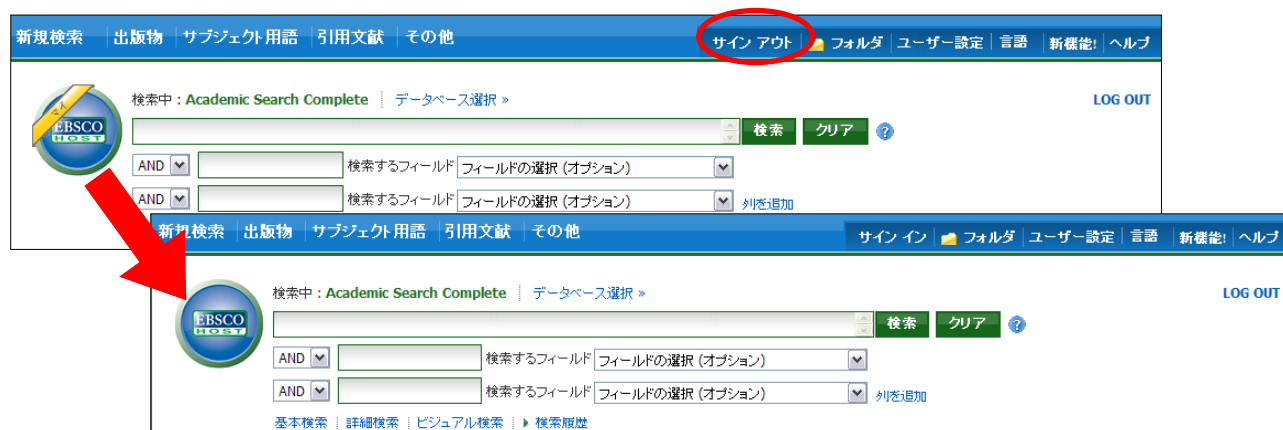 新規検索 出版物 サブジェクト用語 引用文献 その他 サイン アウト フォルダ ユーザー設定 言語 新機能! ヘルプ
検索中 : Academic Search Complete データベース選択 » LOG OUT
マイ
EBSCO
HOST
検索 クリア ?
AND 検索するフィールド フィールドの選択 (オプション)
AND 検索するフィールド フィールドの選択 (オプション) 列を追加
新規検索 出版物 サブジェクト用語 引用文献 その他 サイン イン フォルダ ユーザー設定 言語 新機能! ヘルプ
検索中 : Academic Search Complete データベース選択 » LOG OUT
EBSCO
HOST
検索 クリア ?
AND 検索するフィールド フィールドの選択 (オプション)
AND 検索するフィールド フィールドの選択 (オプション) 列を追加
基本検索 詳細検索 ビジュアル検索 検索履歴